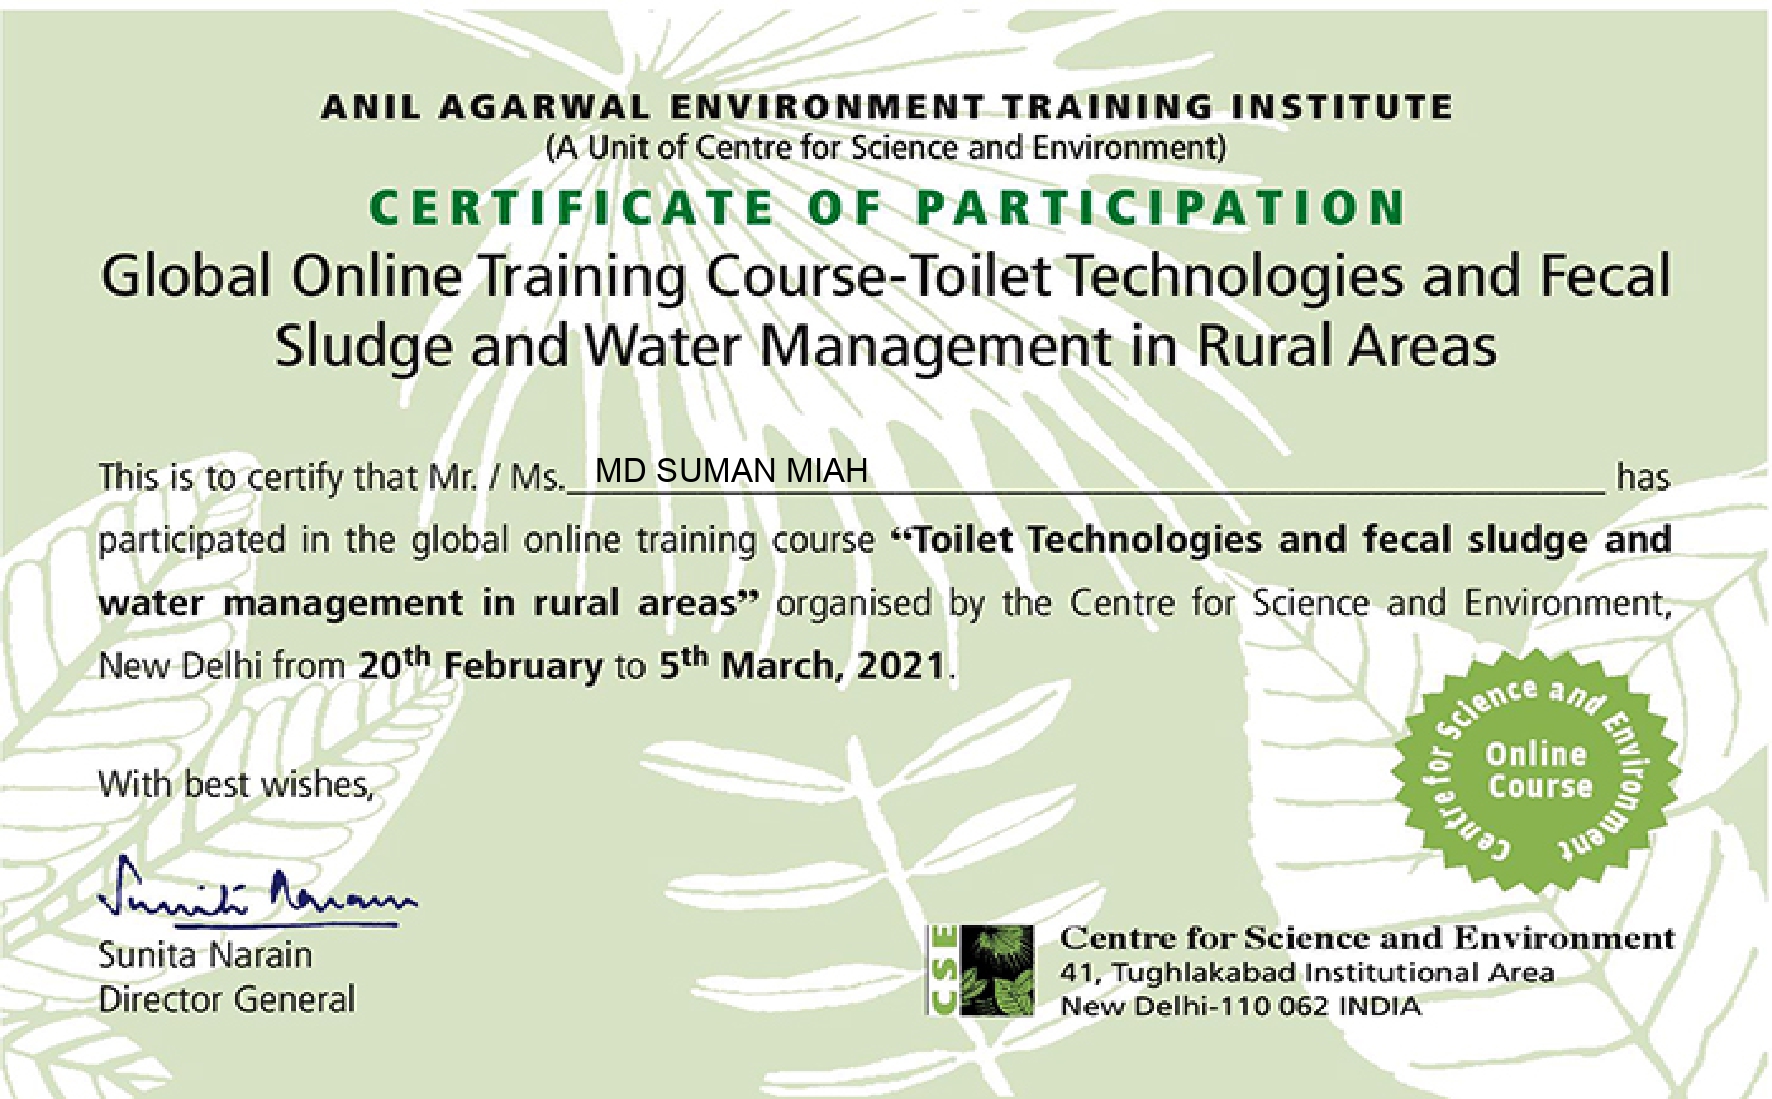 ANIL AGARWAL ENVIRONMENT TRAINING INSTITUTE
(A Unit of Centre for Science and Environment)
CERTIFICATE OF PARTICIPATION
Global Online Training Course-Toilet Technologies and Fecal
Sludge and Water Management in Rural Areas
This is to certify that Mr. / Ms. MD SUMAN MIAH has
participated in the global online training course “Toilet Technologies and fecal sludge and
water management in rural areas” organised by the Centre for Science and Environment,
New Delhi from 20th February to 5th March, 2021.
Centre for Science and Environment
Online
Course
With best wishes,
Suniti Narain
Sunita Narain
Director General
CSE
Centre for Science and Environment
41, Tughlakabad Institutional Area
New Delhi-110 062 INDIA